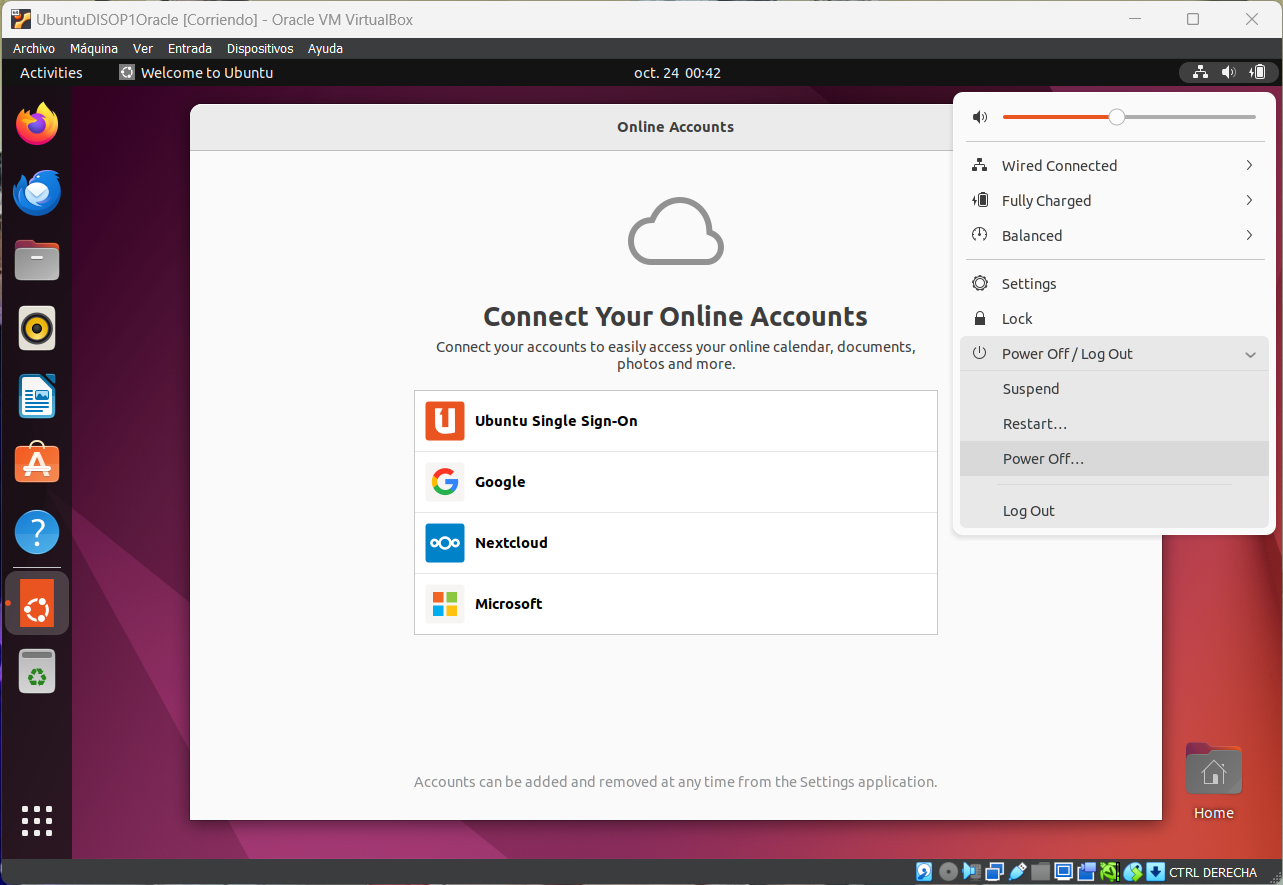 UbuntuDISOP1Oracle [Corriendo] - Oracle VM VirtualBox
Archivo Máquina Ver Entrada Dispositivos Ayuda
Activities Welcome to Ubuntu oct. 24 00:42
Online Accounts
Connect Your Online Accounts
Connect your accounts to easily access your online calendar, documents,
photos and more.
Ubuntu Single Sign-On
Google
Nextcloud
Microsoft
Accounts can be added and removed at any time from the Settings application.
Wired Connected
Fully Charged
Balanced
Settings
Lock
Power Off / Log Out
Suspend
Restart...
Power Off...
Log Out
Home
CTRL DERECHA